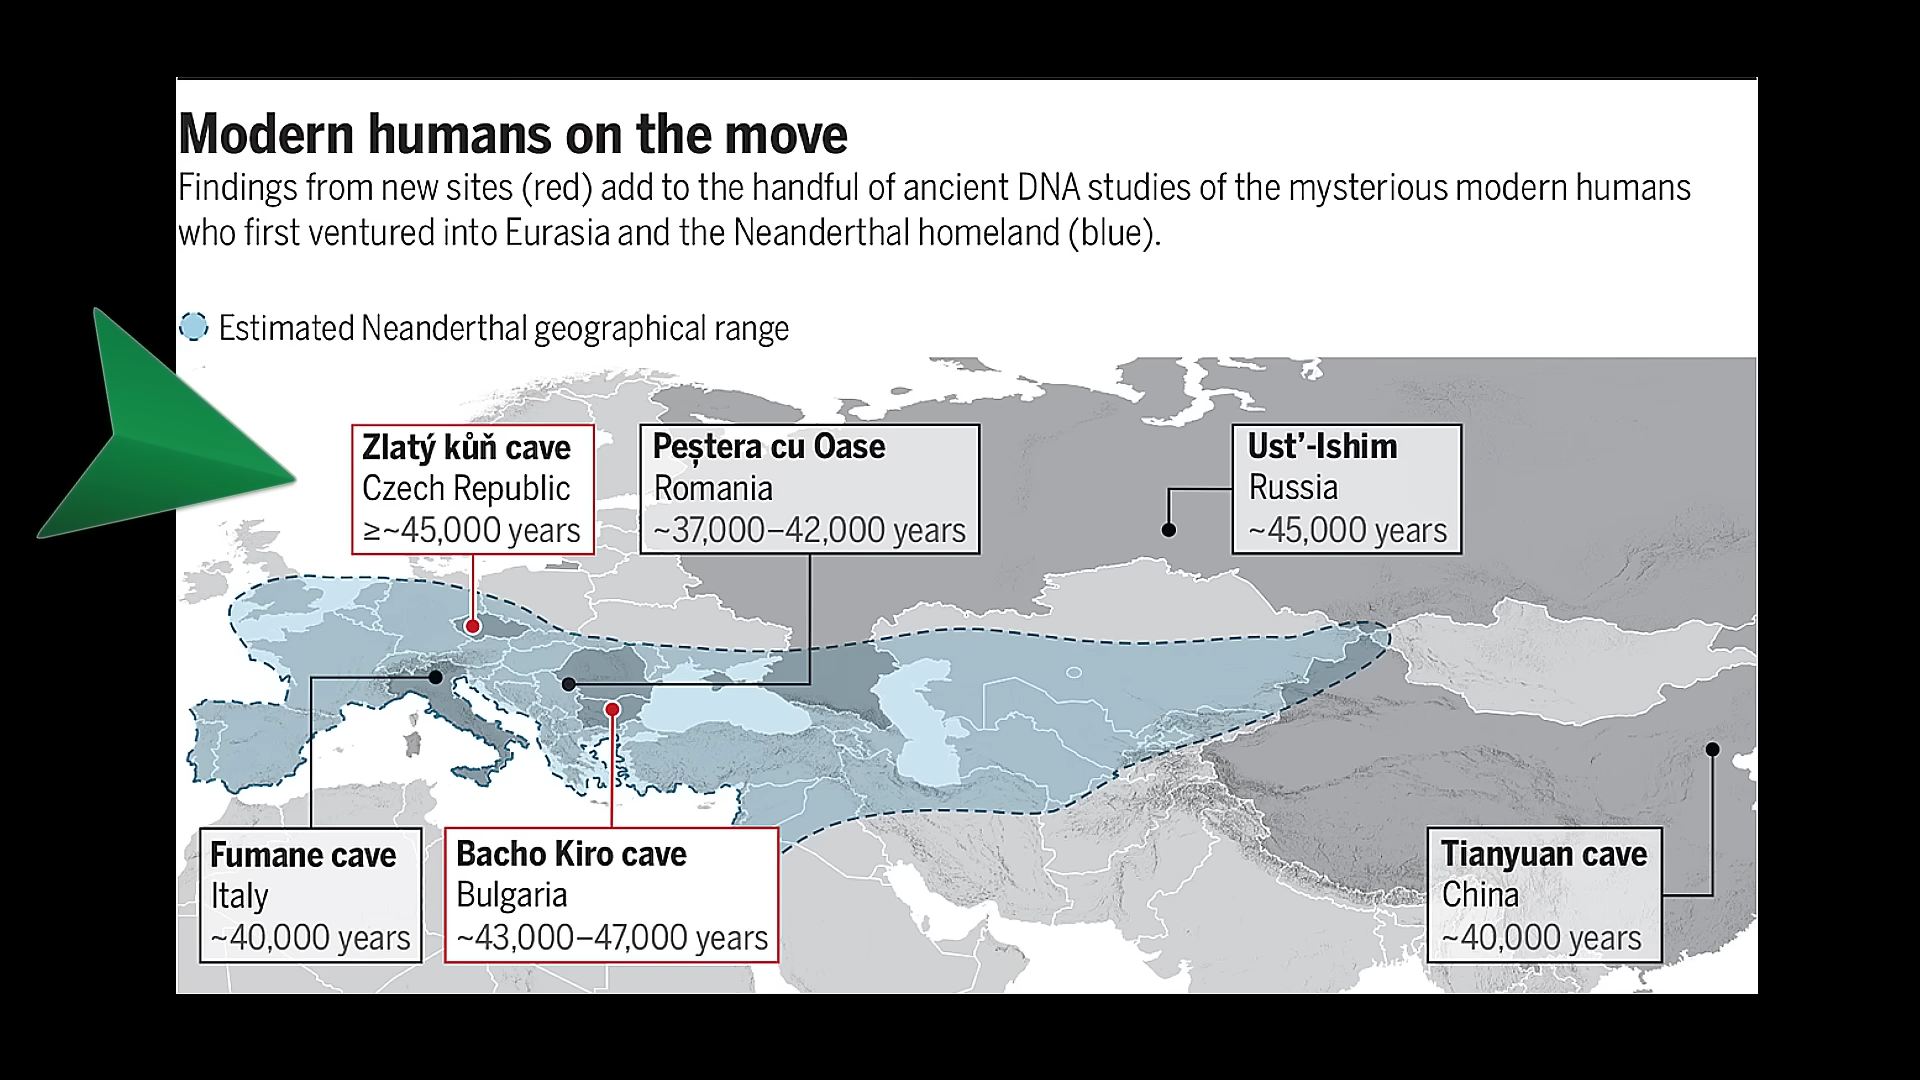 Modern humans on the move
Findings from new sites (red) add to the handful of ancient DNA studies of the mysterious modern humans
who first ventured into Eurasia and the Neanderthal homeland (blue).
Estimated Neanderthal geographical range
Zlatý kůň cave
Czech Republic
≥~45,000 years
Peştera cu Oase
Romania
~37,000–42,000 years
Ust’-Ishim
Russia
~45,000 years
Fumane cave
Italy
~40,000 years
Bacho Kiro cave
Bulgaria
~43,000–47,000 years
Tianyuan cave
China
~40,000 years